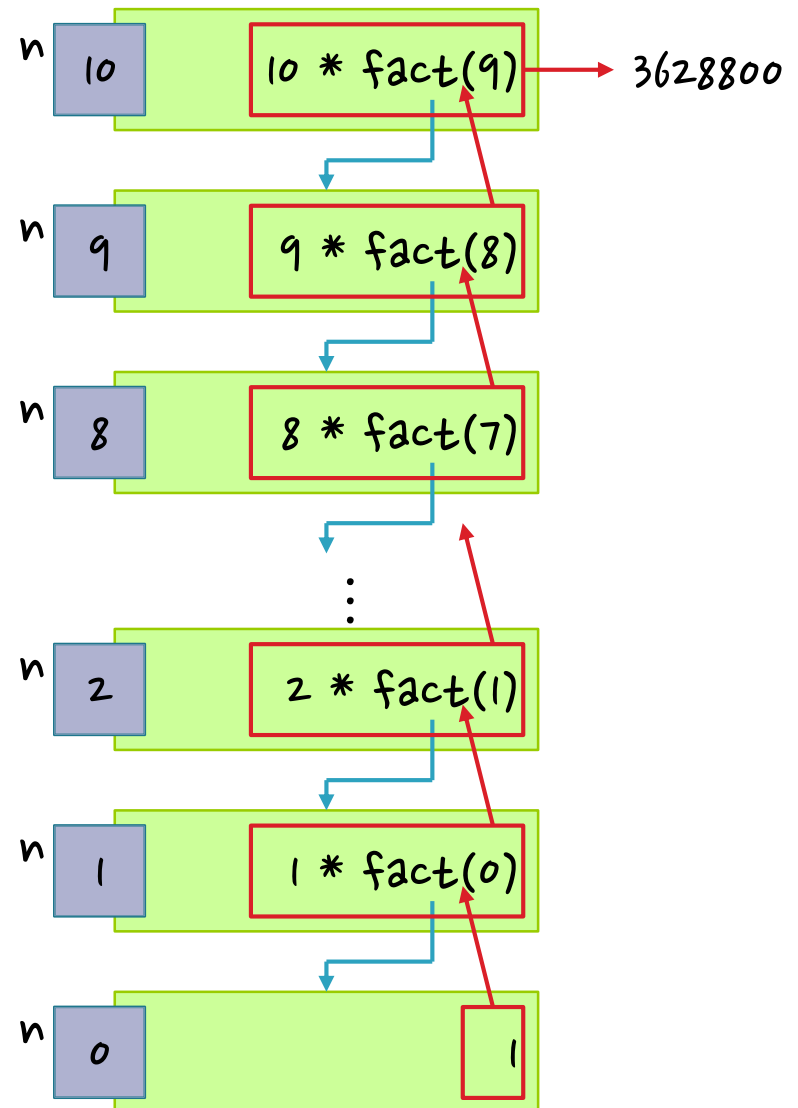 n 10 10 * fact(9) 3628800
n 9 9 * fact(8)
n 8 8 * fact(7)
⋮
n 2 2 * fact(1)
n 1 1 * fact(0)
n 0 1